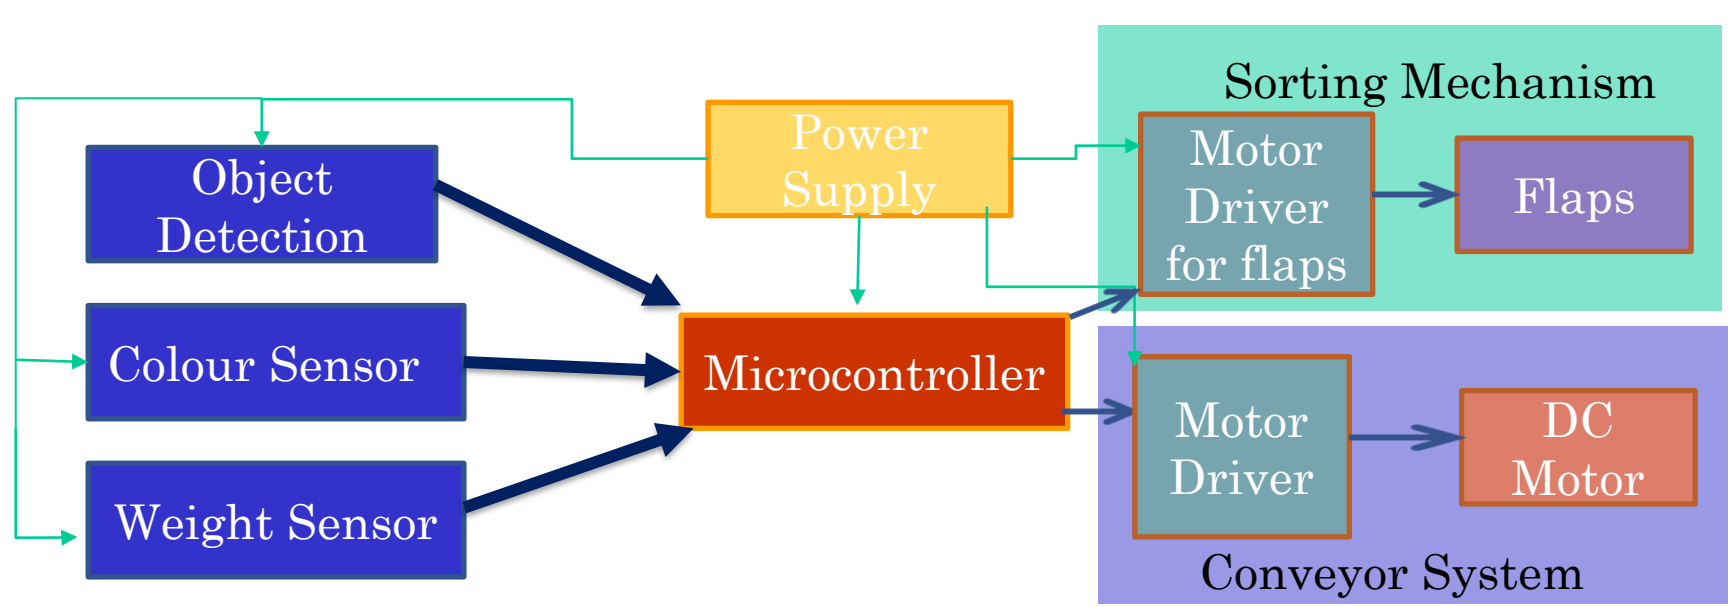 Sorting Mechanism
Power
Supply
Motor
Driver
for flaps
Flaps
Object
Detection
Colour Sensor
Microcontroller
Weight Sensor
Motor
Driver
DC
Motor
Conveyor System